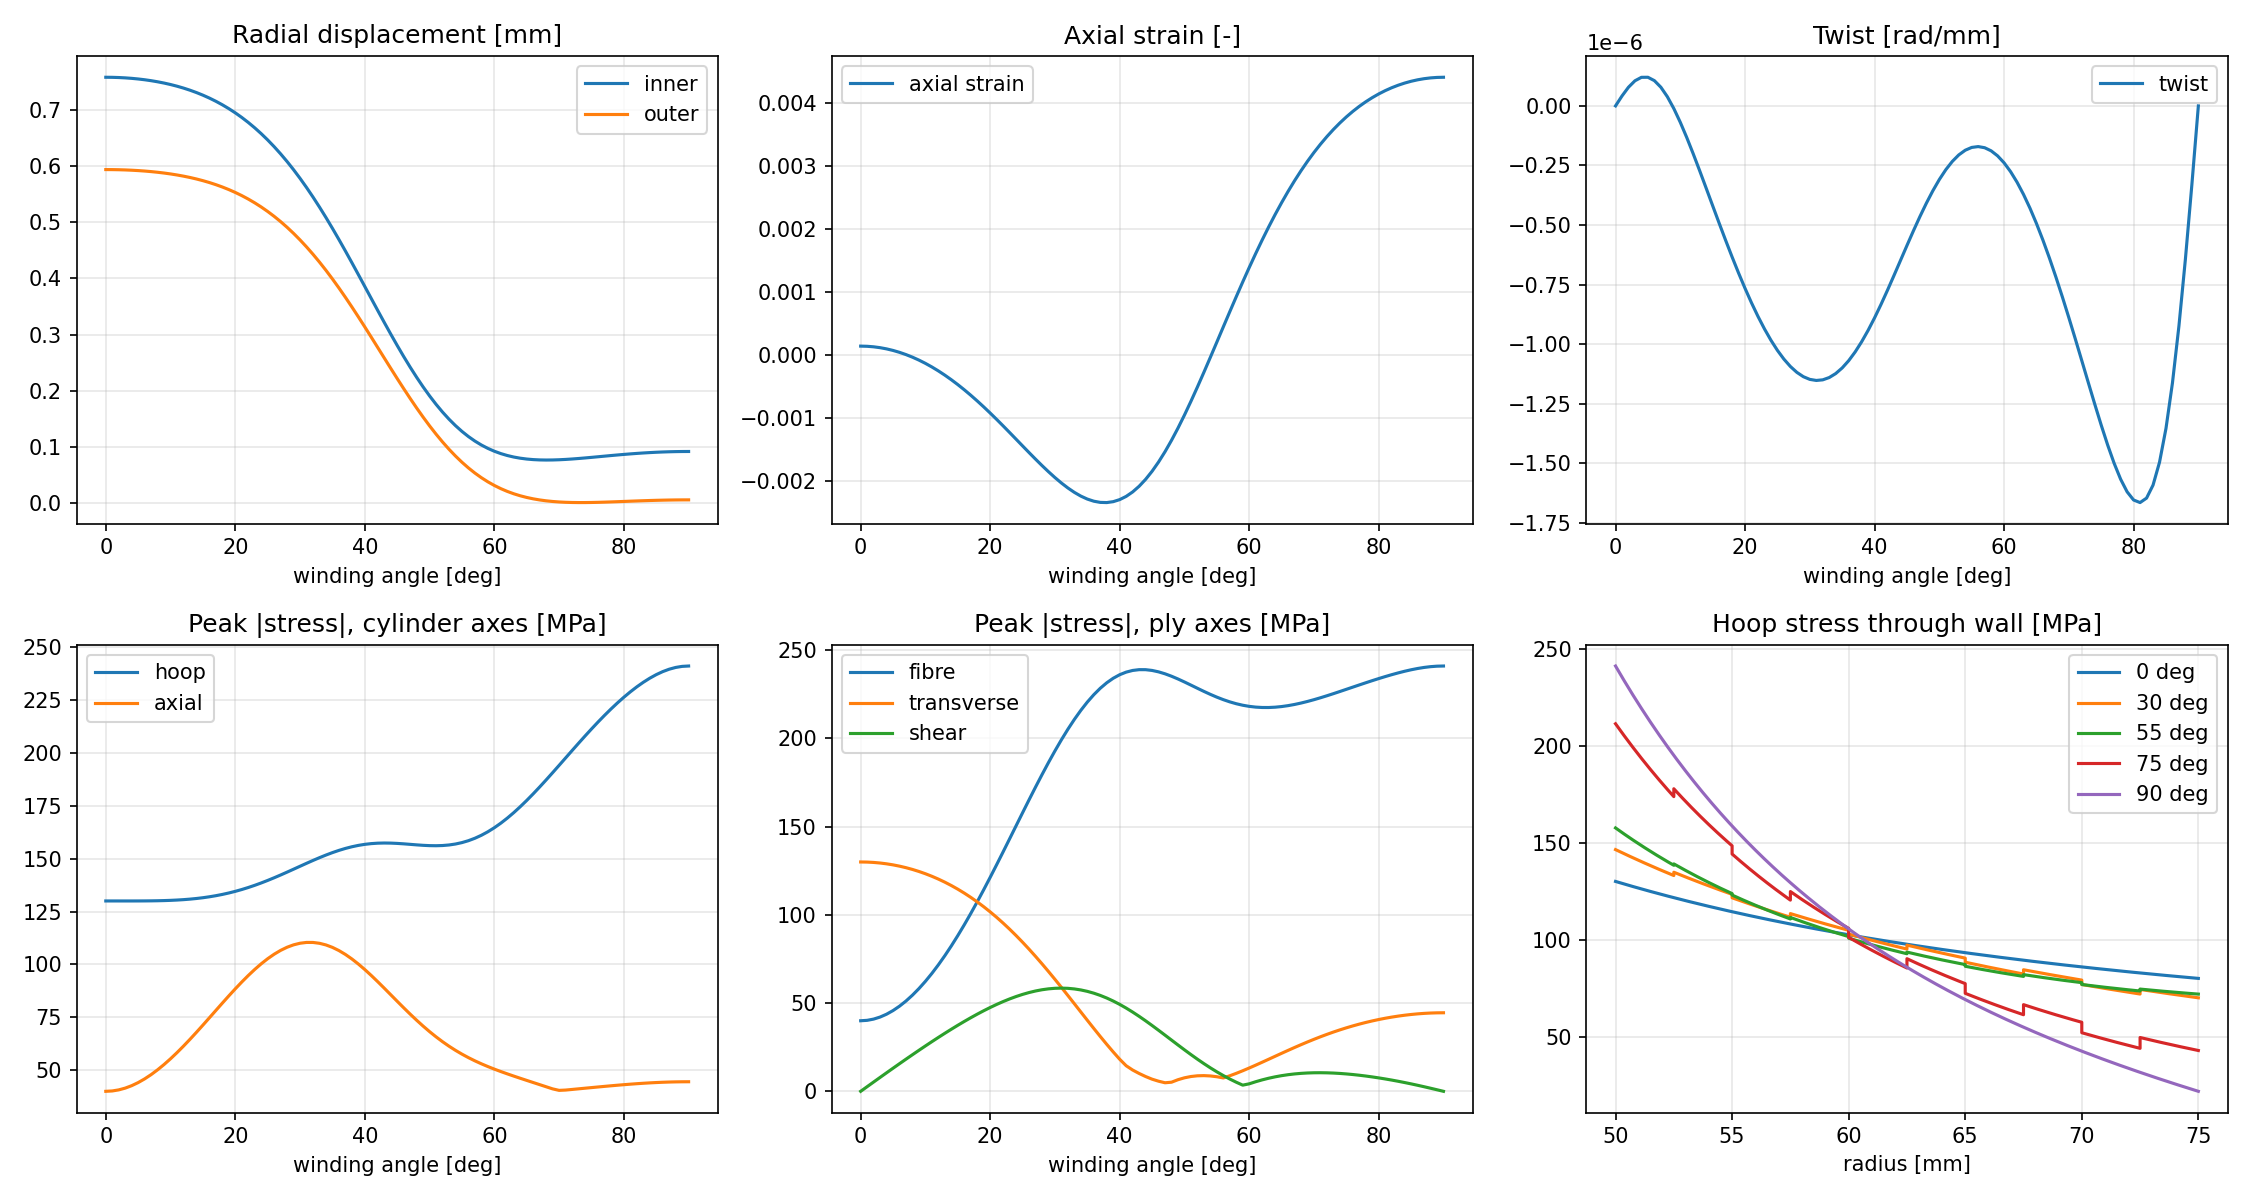 Radial displacement [mm]
inner
outer
0.7
0.6
0.5
0.4
0.3
0.2
0.1
0.0
0 20 40 60 80
winding angle [deg]
Axial strain [-]
axial strain
0.004
0.003
0.002
0.001
0.000
−0.001
−0.002
0 20 40 60 80
winding angle [deg]
Twist [rad/mm]
1e−6
twist
0.00
−0.25
−0.50
−0.75
−1.00
−1.25
−1.50
−1.75
0 20 40 60 80
winding angle [deg]
Peak |stress|, cylinder axes [MPa]
hoop
axial
250
225
200
175
150
125
100
75
50
0 20 40 60 80
winding angle [deg]
Peak |stress|, ply axes [MPa]
fibre
transverse
shear
250
200
150
100
50
0
0 20 40 60 80
winding angle [deg]
Hoop stress through wall [MPa]
0 deg
30 deg
55 deg
75 deg
90 deg
250
200
150
100
50
50 55 60 65 70 75
radius [mm]